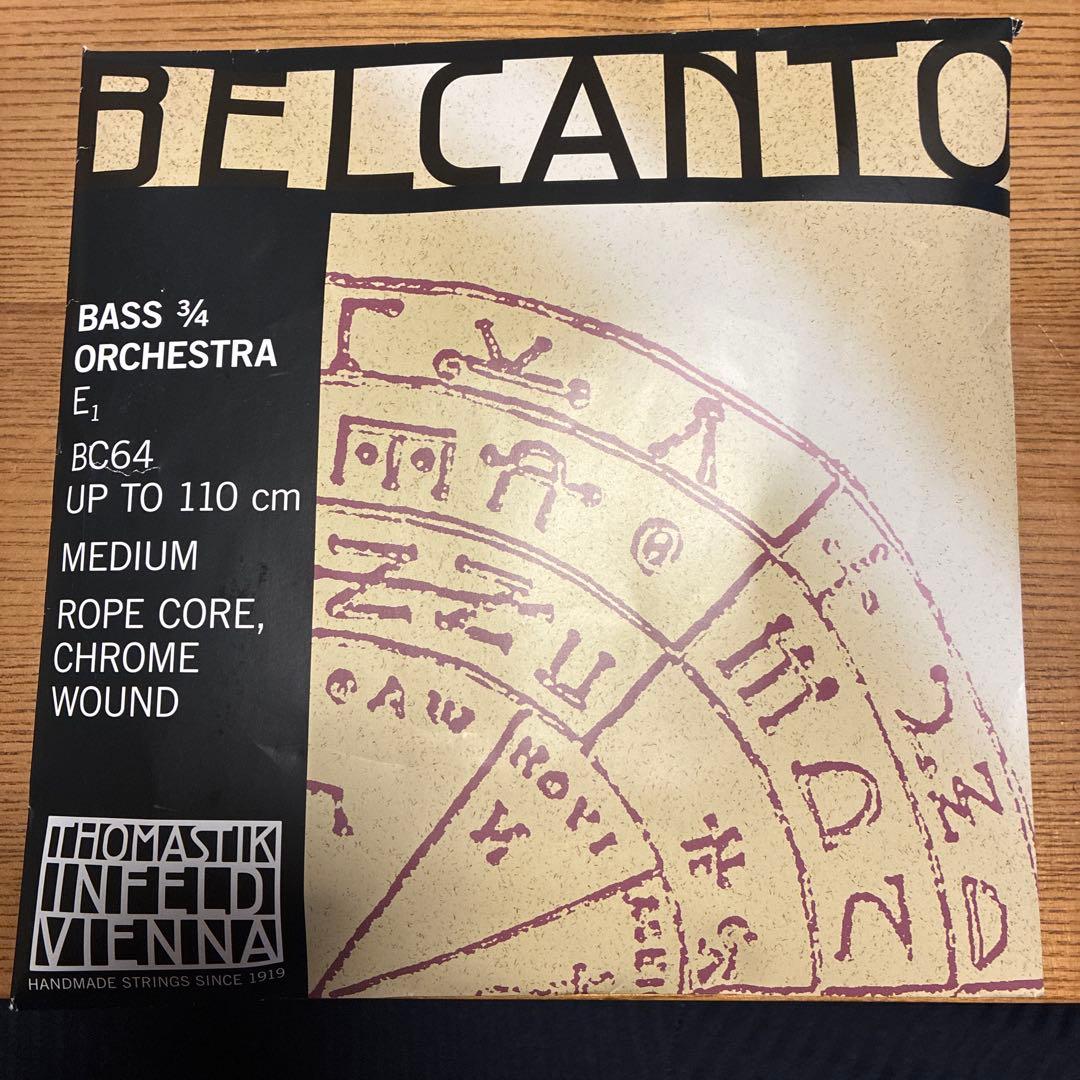 BELCANTO
BASS ¾
ORCHESTRA
E₁
BC64
UP TO 110 cm
MEDIUM
ROPE CORE,
CHROME
WOUND
THOMASTIK
INFELD
VIENNA
HANDMADE STRINGS SINCE 1919